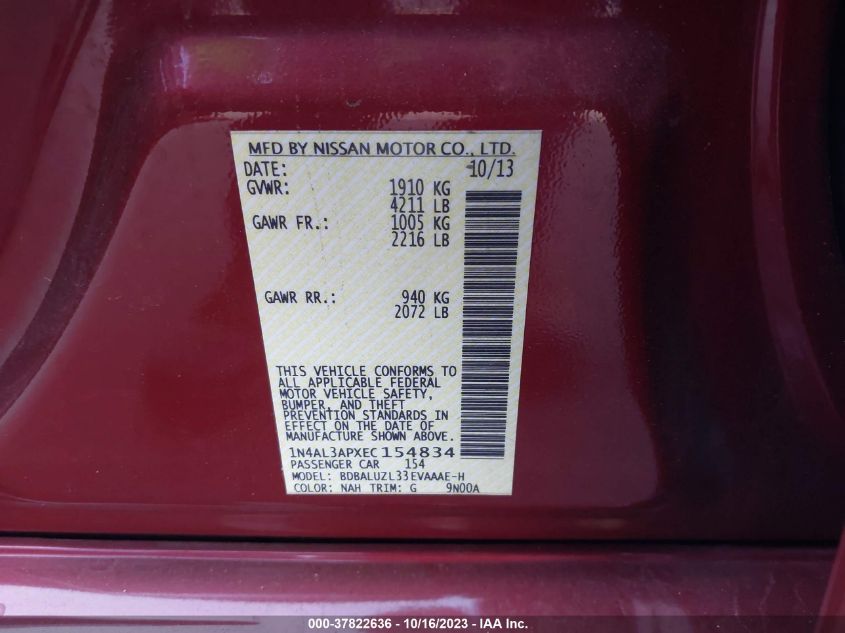 MFD BY NISSAN MOTOR CO., LTD.
DATE: 10/13
GVWR: 1910 KG
4211 LB
GAWR FR.: 1005 KG
2216 LB
GAWR RR.: 940 KG
2072 LB
THIS VEHICLE CONFORMS TO
ALL APPLICABLE FEDERAL
MOTOR VEHICLE SAFETY,
BUMPER, AND THEFT
PREVENTION STANDARDS IN
EFFECT ON THE DATE OF
MANUFACTURE SHOWN ABOVE.
1N4AL3APXEC154834
PASSENGER CAR 154
MODEL: BDBALUZL33EVAAAE-H
COLOR: NAH TRIM: G 9N00A
000-37822636 - 10/16/2023 - IAA Inc.